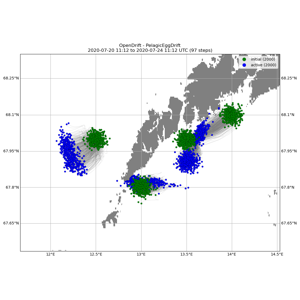 OpenDrift - PelagicEggDrift
2020-07-20 11:12 to 2020-07-24 11:12 UTC (97 steps)
initial (2000)
active (2000)
68.25°N
68.25°N
68.1°N
68.1°N
67.95°N
67.95°N
67.8°N
67.8°N
67.65°N
67.65°N
12°E
12.5°E
13°E
13.5°E
14°E
14.5°E